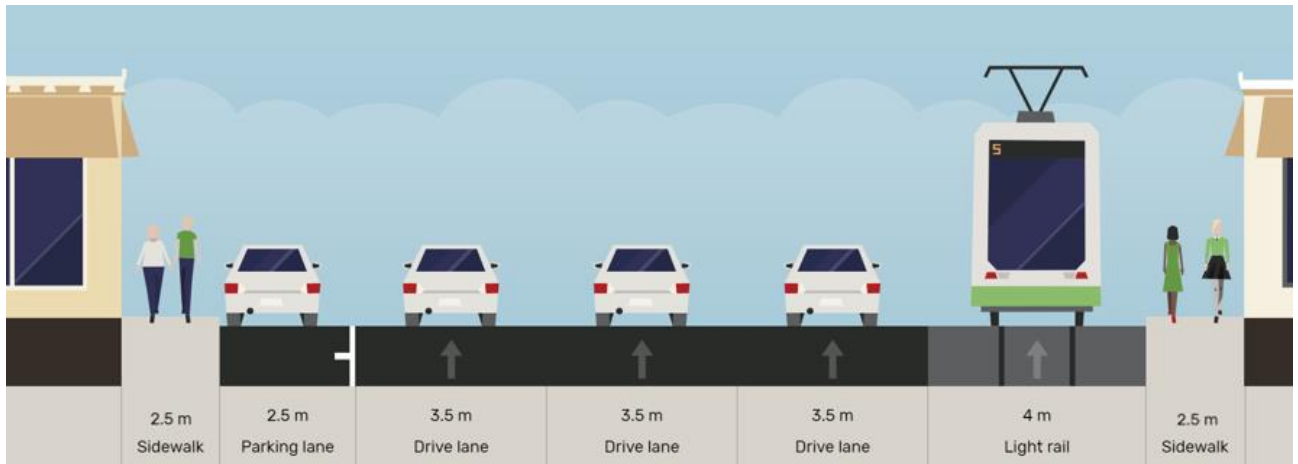 5
2.5 m
Sidewalk
2.5 m
Parking lane
3.5 m
Drive lane
3.5 m
Drive lane
3.5 m
Drive lane
4 m
Light rail
2.5 m
Sidewalk